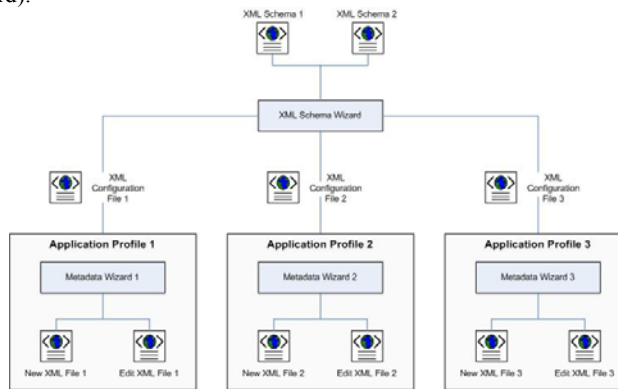 rd).
XML Schema 1
XML Schema 2
XML Schema Wizard
XML
Configuration
File 1
XML
Configuration
File 2
XML
Configuration
File 3
Application Profile 1
Application Profile 2
Application Profile 3
Metadata Wizard 1
Metadata Wizard 2
Metadata Wizard 3
New XML File 1
Edit XML File 1
New XML File 2
Edit XML File 2
New XML File 3
Edit XML File 3